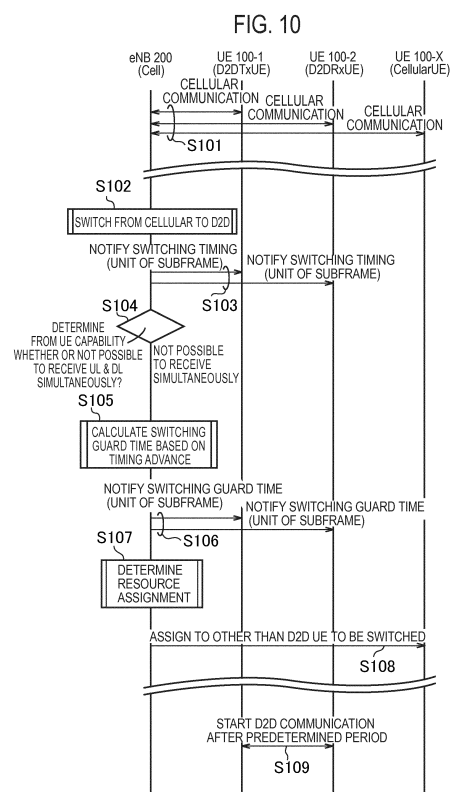 FIG. 10
eNB 200
(Cell)
UE 100-1
(D2DTxUE)
UE 100-2
(D2DRxUE)
UE 100-X
(CellularUE)
CELLULAR
COMMUNICATION
CELLULAR
COMMUNICATION
CELLULAR
COMMUNICATION
S101
S102
SWITCH FROM CELLULAR TO D2D
NOTIFY SWITCHING TIMING
(UNIT OF SUBFRAME)
NOTIFY SWITCHING TIMING
(UNIT OF SUBFRAME)
S103
S104
DETERMINE
FROM UE CAPABILITY
WHETHER OR NOT POSSIBLE
TO RECEIVE UL & DL
SIMULTANEOUSLY?
NOT POSSIBLE
TO RECEIVE
SIMULTANEOUSLY
S105
CALCULATE SWITCHING
GUARD TIME BASED ON
TIMING ADVANCE
NOTIFY SWITCHING GUARD TIME
(UNIT OF SUBFRAME)
NOTIFY SWITCHING GUARD TIME
(UNIT OF SUBFRAME)
S106
S107
DETERMINE
RESOURCE
ASSIGNMENT
ASSIGN TO OTHER THAN D2D UE TO BE SWITCHED
S108
START D2D COMMUNICATION
AFTER PREDETERMINED PERIOD
S109